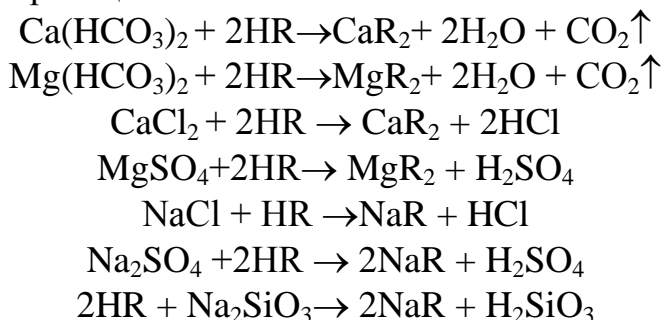 Ca(HCO₃)₂ + 2HR→CaR₂+ 2H₂O + CO₂↑
Mg(HCO₃)₂ + 2HR→MgR₂+ 2H₂O + CO₂↑
CaCl₂ + 2HR → CaR₂ + 2HCl
MgSO₄+2HR→ MgR₂ + H₂SO₄
NaCl + HR →NaR + HCl
Na₂SO₄ +2HR → 2NaR + H₂SO₄
2HR + Na₂SiO₃→ 2NaR + H₂SiO₃